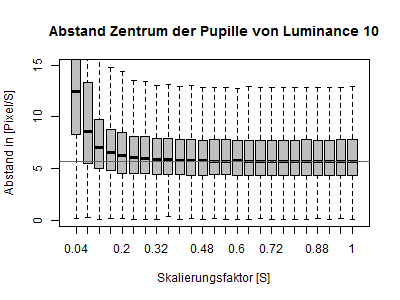 Abstand Zentrum der Pupille von Luminance 10
Abstand in [Pixel/S]
15
10
5
0
0.04 0.2 0.32 0.48 0.6 0.72 0.88 1
Skalierungsfaktor [S]